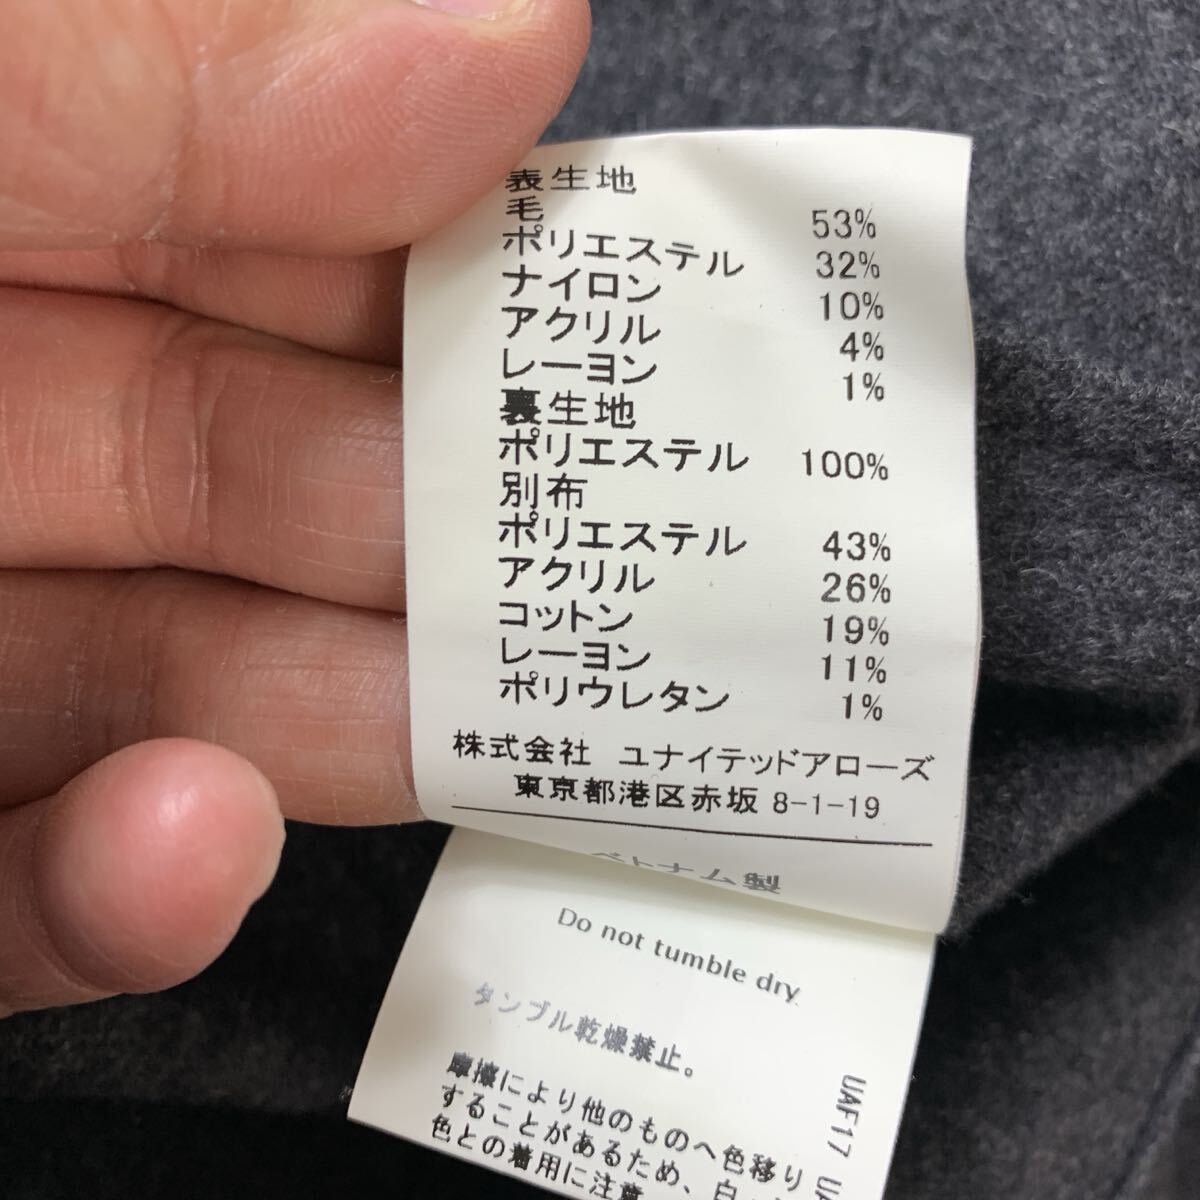 表生地
毛 53%
ポリエステル 32%
ナイロン 10%
アクリル 4%
レーヨン 1%
裏生地
ポリエステル 100%
別布
ポリエステル 43%
アクリル 26%
コットン 19%
レーヨン 11%
ポリウレタン 1%
株式会社 ユナイテッドアローズ
東京都港区赤坂 8-1-19
ベトナム製
Do not tumble dry
タンブル乾燥禁止。
摩擦により他のものへ色移り
することがあるため、白
色との着用に注意
UAF17